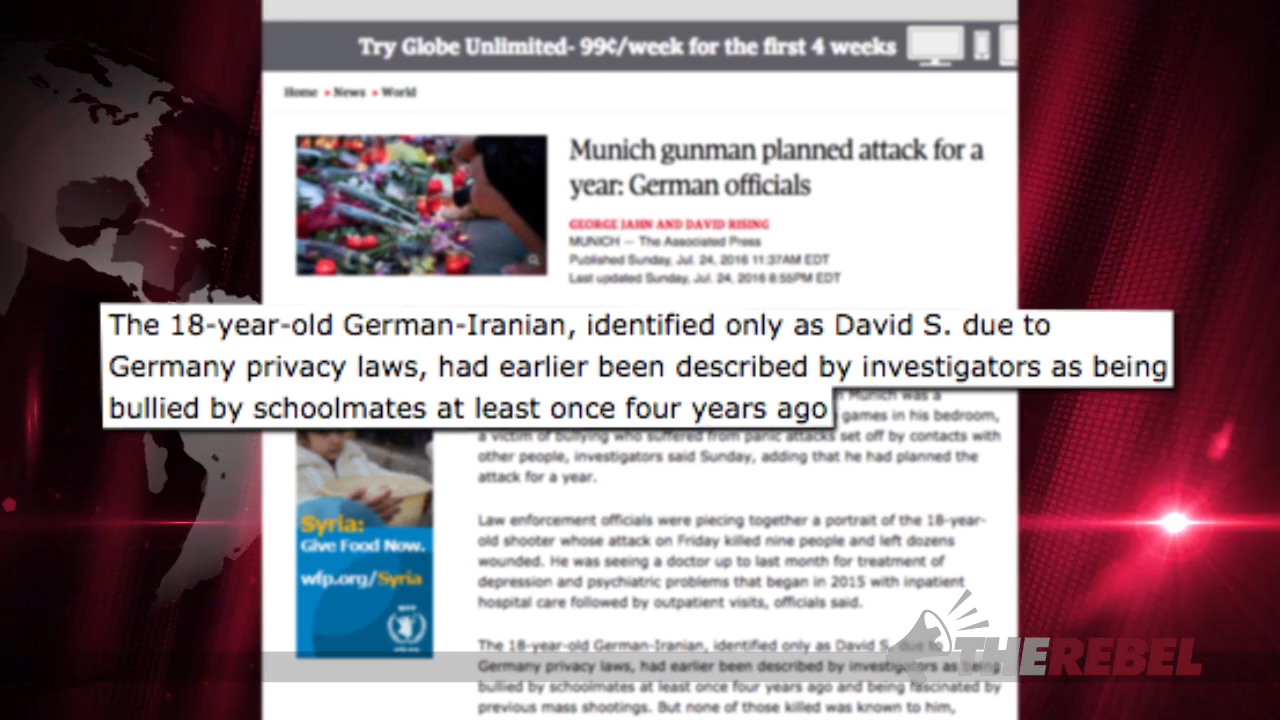 Try Globe Unlimited- 99¢/week for the first 4 weeks
Home • News • World
Munich gunman planned attack for a
year: German officials
GEORGE JAHN AND DAVID RISING
MUNICH — The Associated Press
Published Sunday, Jul. 24, 2016 11:37AM EDT
Last updated Sunday, Jul. 24, 2016 8:55PM EDT
The 18-year-old German-Iranian, identified only as David S. due to
Germany privacy laws, had earlier been described by investigators as being
bullied by schoolmates at least once four years ago
Munich was a
games in his bedroom,
a victim of bullying who suffered from panic attacks set off by contacts with
other people, investigators said Sunday, adding that he had planned the
attack for a year.
Syria:
Give Food Now.
wfp.org/Syria
WFP
wfp.org
Law enforcement officials were piecing together a portrait of the 18-year-
old shooter whose attack on Friday killed nine people and left dozens
wounded. He was seeing a doctor up to last month for treatment of
depression and psychiatric problems that began in 2015 with inpatient
hospital care followed by outpatient visits, officials said.
The 18-year-old German-Iranian, identified only as David S. due to
Germany privacy laws, had earlier been described by investigators as being
bullied by schoolmates at least once four years ago and being fascinated by
previous mass shootings. But none of those killed was known to him,
THEREBEL